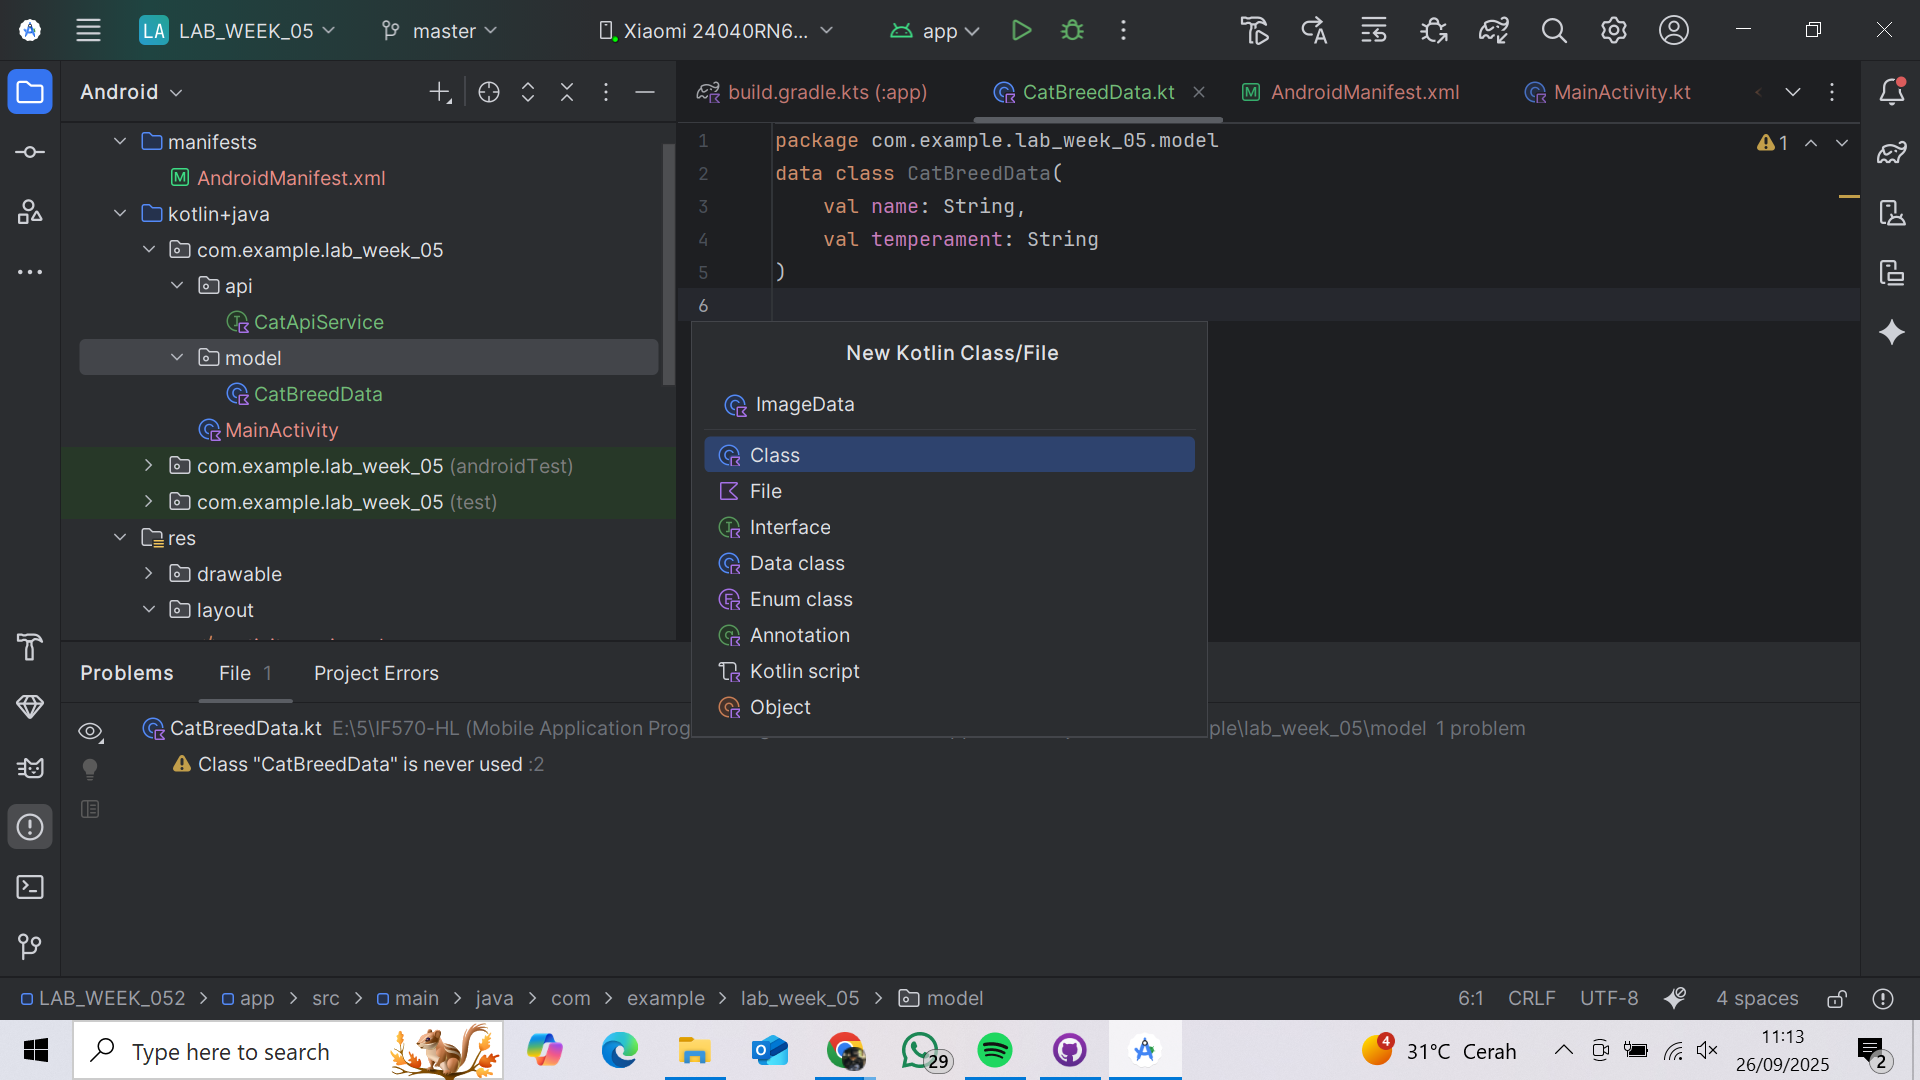 LA LAB_WEEK_05 master Xiaomi 24040RN6... app
Android
build.gradle.kts (:app) CatBreedData.kt AndroidManifest.xml MainActivity.kt
manifests
AndroidManifest.xml
kotlin+java
com.example.lab_week_05
api
CatApiService
model
CatBreedData
MainActivity
com.example.lab_week_05 (androidTest)
com.example.lab_week_05 (test)
res
drawable
layout
1 package com.example.lab_week_05.model
2 data class CatBreedData(
3 val name: String,
4 val temperament: String
5 )
6
1
New Kotlin Class/File
ImageData
Class
File
Interface
Data class
Enum class
Annotation
Kotlin script
Object
Problems File 1 Project Errors
CatBreedData.kt E:\5\IF570-HL (Mobile Application Prog ple\lab_week_05\model 1 problem
Class "CatBreedData" is never used :2
LAB_WEEK_052 > app > src > main > java > com > example > lab_week_05 > model
6:1 CRLF UTF-8 4 spaces
Type here to search
29
4 31°C Cerah
11:13
26/09/2025
2